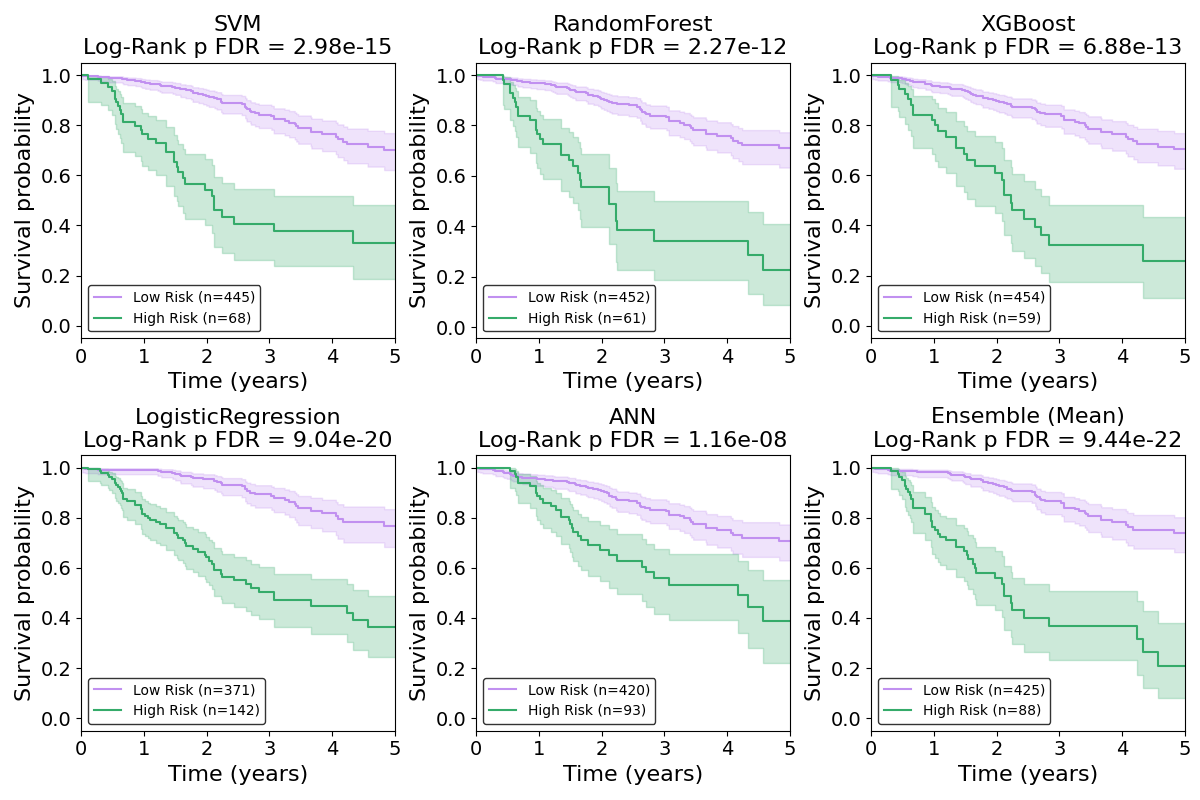 SVM
Log-Rank p FDR = 2.98e-15
Survival probability
1.0
0.8
0.6
0.4
0.2
0.0
Low Risk (n=445)
High Risk (n=68)
0 1 2 3 4 5
Time (years)
RandomForest
Log-Rank p FDR = 2.27e-12
Survival probability
1.0
0.8
0.6
0.4
0.2
0.0
Low Risk (n=452)
High Risk (n=61)
0 1 2 3 4 5
Time (years)
XGBoost
Log-Rank p FDR = 6.88e-13
Survival probability
1.0
0.8
0.6
0.4
0.2
0.0
Low Risk (n=454)
High Risk (n=59)
0 1 2 3 4 5
Time (years)
LogisticRegression
Log-Rank p FDR = 9.04e-20
Survival probability
1.0
0.8
0.6
0.4
0.2
0.0
Low Risk (n=371)
High Risk (n=142)
0 1 2 3 4 5
Time (years)
ANN
Log-Rank p FDR = 1.16e-08
Survival probability
1.0
0.8
0.6
0.4
0.2
0.0
Low Risk (n=420)
High Risk (n=93)
0 1 2 3 4 5
Time (years)
Ensemble (Mean)
Log-Rank p FDR = 9.44e-22
Survival probability
1.0
0.8
0.6
0.4
0.2
0.0
Low Risk (n=425)
High Risk (n=88)
0 1 2 3 4 5
Time (years)